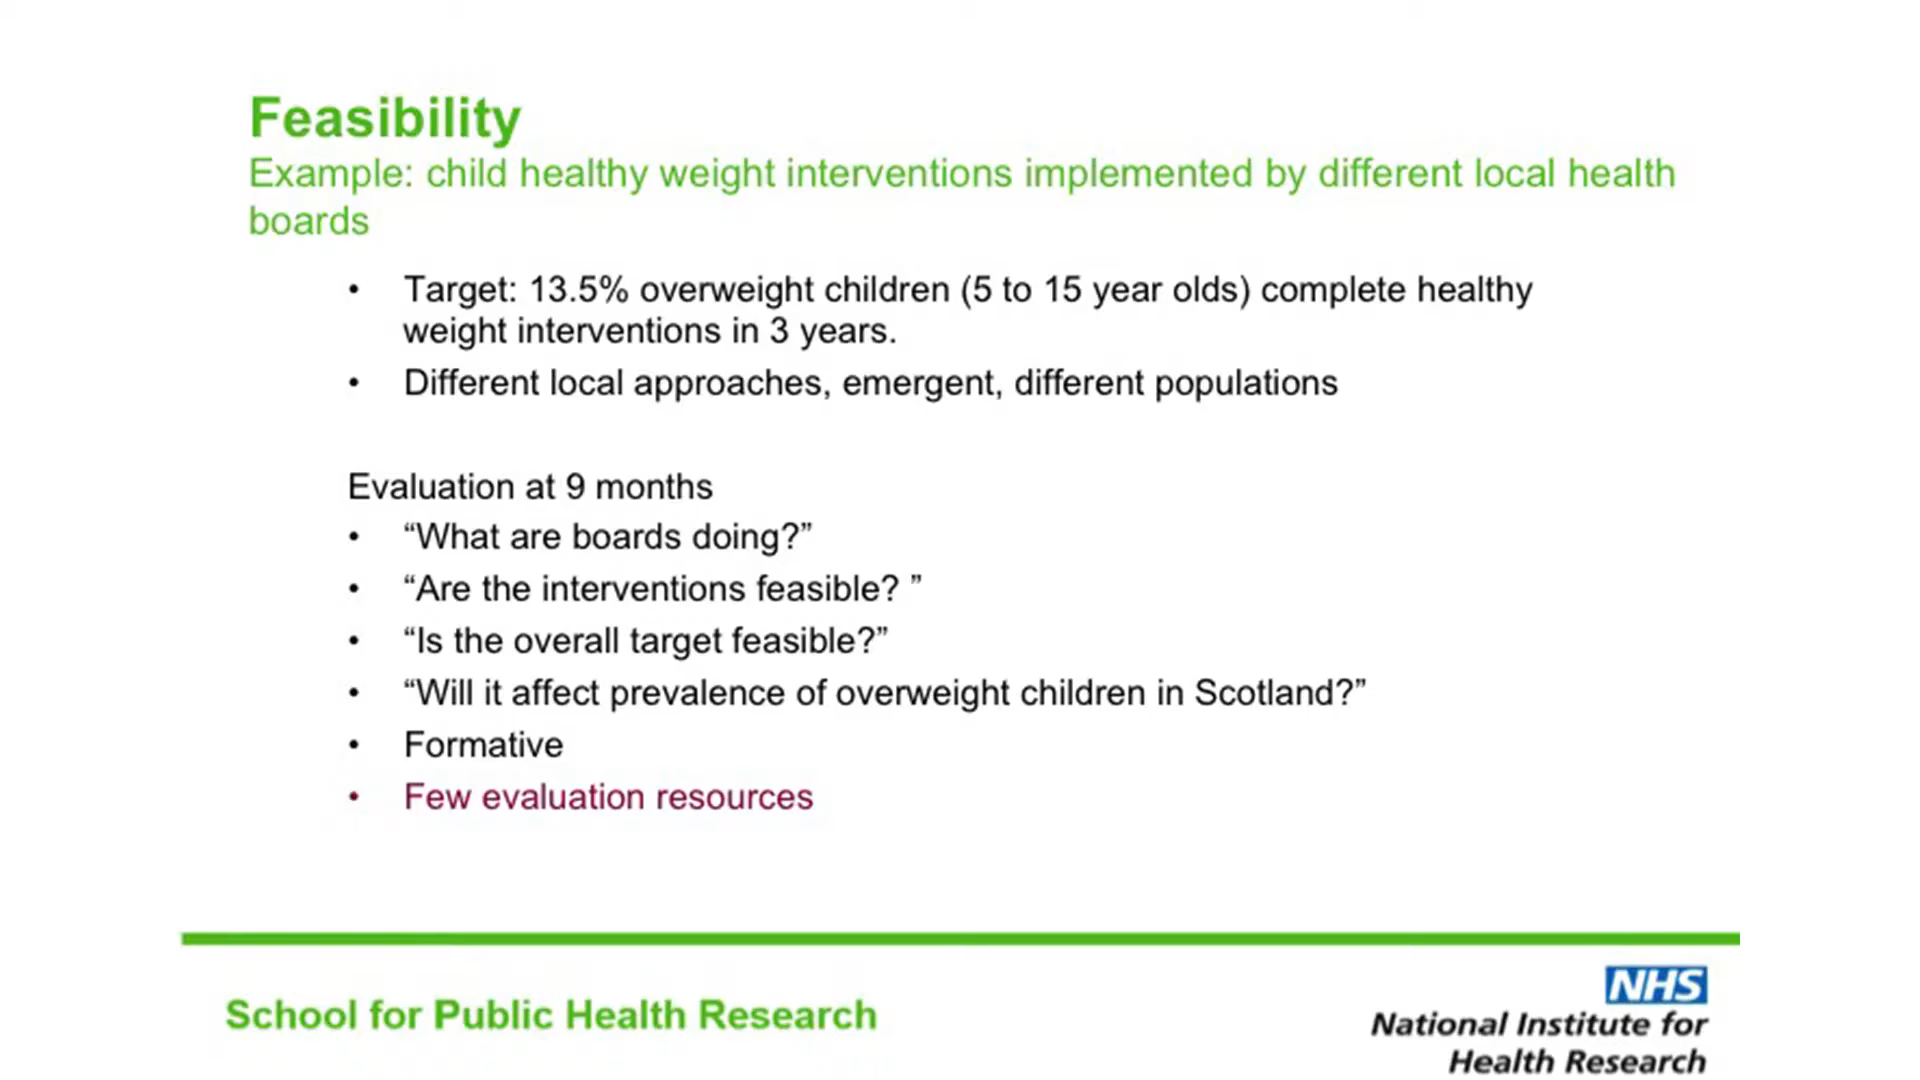 Feasibility
Example: child healthy weight interventions implemented by different local health
boards
• Target: 13.5% overweight children (5 to 15 year olds) complete healthy
weight interventions in 3 years.
• Different local approaches, emergent, different populations
Evaluation at 9 months
• “What are boards doing?”
• “Are the interventions feasible? ”
• “Is the overall target feasible?”
• “Will it affect prevalence of overweight children in Scotland?”
• Formative
• Few evaluation resources
School for Public Health Research
NHS
National Institute for
Health Research